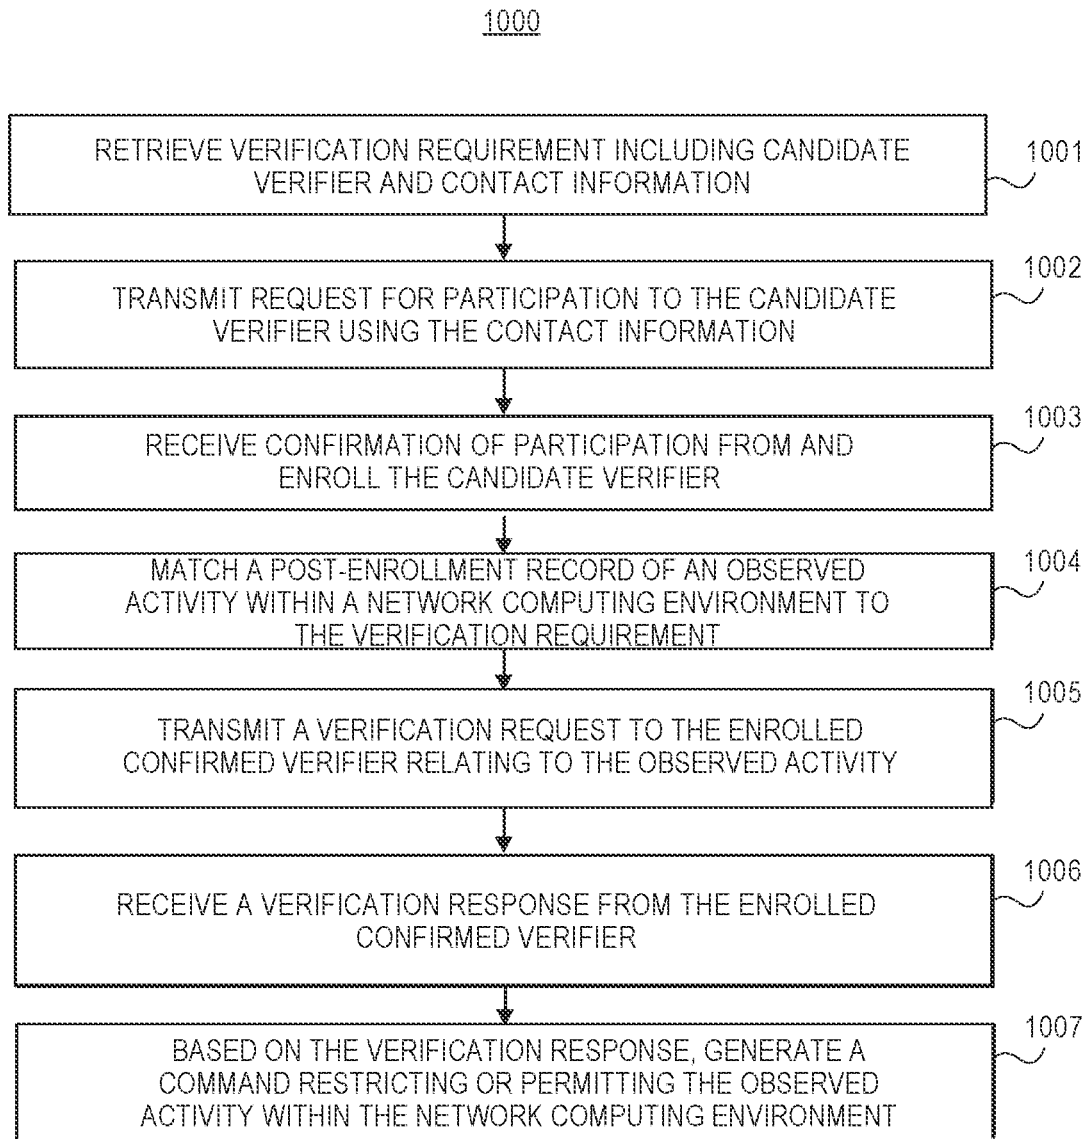 1000
RETRIEVE VERIFICATION REQUIREMENT INCLUDING CANDIDATE
VERIFIER AND CONTACT INFORMATION
1001
TRANSMIT REQUEST FOR PARTICIPATION TO THE CANDIDATE
VERIFIER USING THE CONTACT INFORMATION
1002
RECEIVE CONFIRMATION OF PARTICIPATION FROM AND
ENROLL THE CANDIDATE VERIFIER
1003
MATCH A POST-ENROLLMENT RECORD OF AN OBSERVED
ACTIVITY WITHIN A NETWORK COMPUTING ENVIRONMENT TO
THE VERIFICATION REQUIREMENT
1004
TRANSMIT A VERIFICATION REQUEST TO THE ENROLLED
CONFIRMED VERIFIER RELATING TO THE OBSERVED ACTIVITY
1005
RECEIVE A VERIFICATION RESPONSE FROM THE ENROLLED
CONFIRMED VERIFIER
1006
BASED ON THE VERIFICATION RESPONSE, GENERATE A
COMMAND RESTRICTING OR PERMITTING THE OBSERVED
ACTIVITY WITHIN THE NETWORK COMPUTING ENVIRONMENT
1007